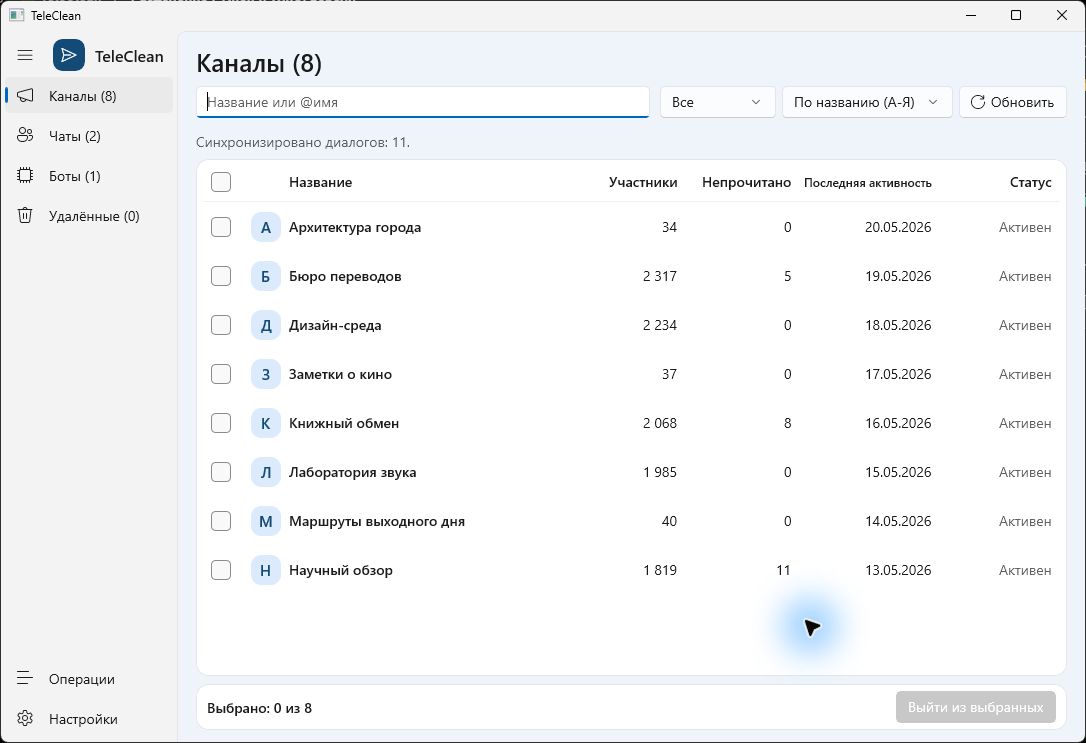 TeleClean
TeleClean
Каналы (8)
Чаты (2)
Боты (1)
Удалённые (0)
Операции
Настройки
Каналы (8)
Название или @имя
Все
По названию (А-Я)
Обновить
Синхронизировано диалогов: 11.
Название Участники Непрочитано Последняя активность Статус
А Архитектура города 34 0 20.05.2026 Активен
Б Бюро переводов 2 317 5 19.05.2026 Активен
Д Дизайн-среда 2 234 0 18.05.2026 Активен
З Заметки о кино 37 0 17.05.2026 Активен
К Книжный обмен 2 068 8 16.05.2026 Активен
Л Лаборатория звука 1 985 0 15.05.2026 Активен
М Маршруты выходного дня 40 0 14.05.2026 Активен
Н Научный обзор 1 819 11 13.05.2026 Активен
Выбрано: 0 из 8
Выйти из выбранных